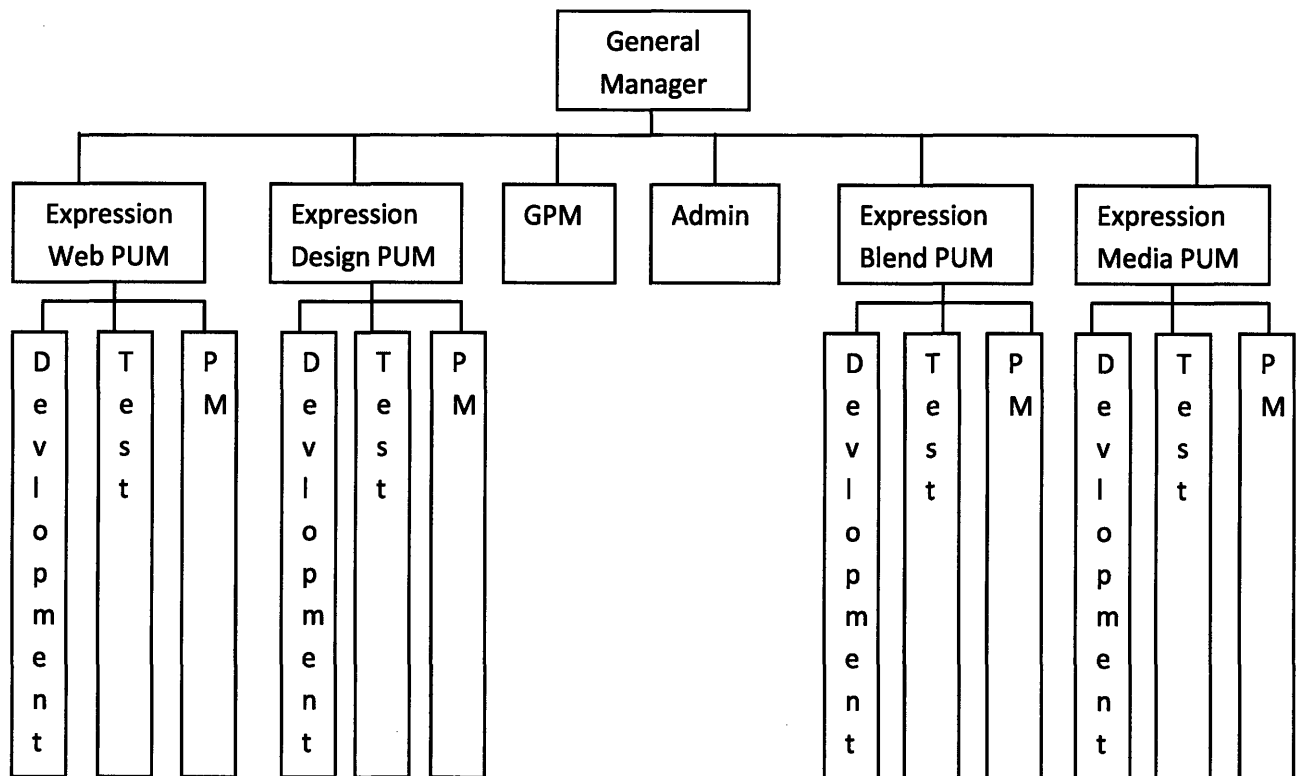 General
Manager
Expression
Web PUM
Expression
Design PUM
GPM
Admin
Expression
Blend PUM
Expression
Media PUM
Devlopment
Test
PM
Devlopment
Test
PM
Devlopment
Test
PM
Devlopment
Test
PM